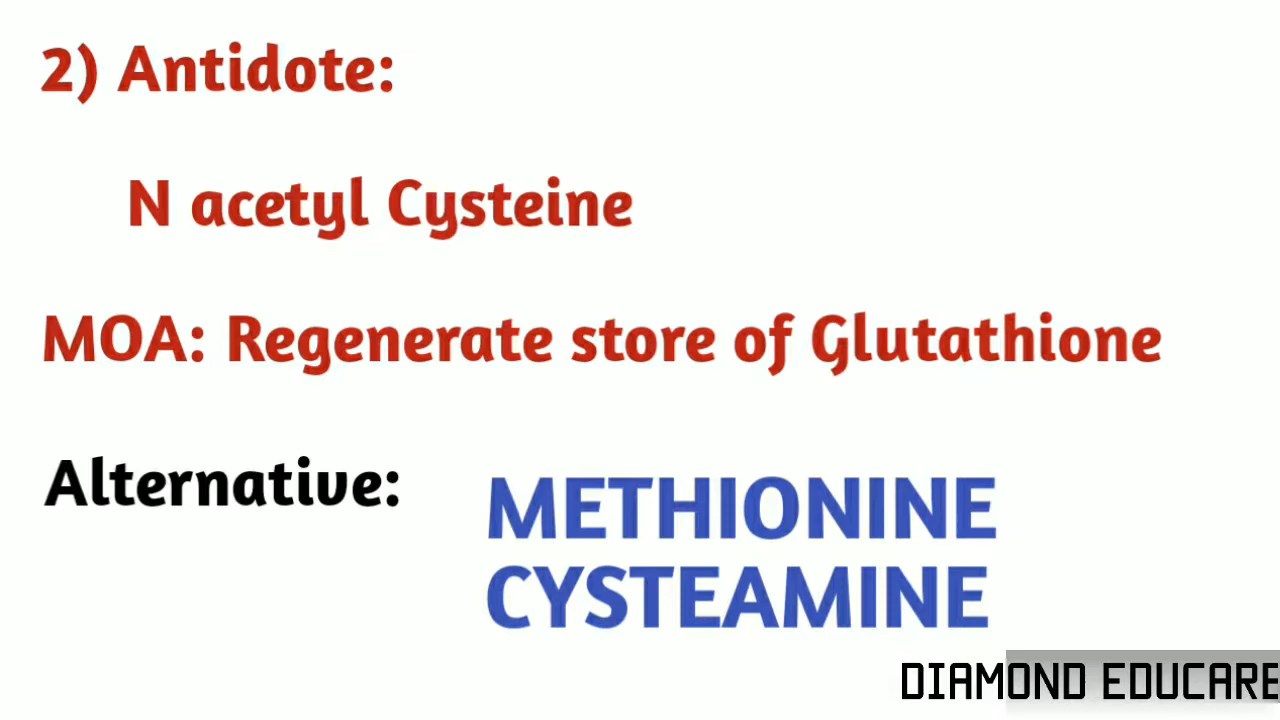 2) Antidote:
N acetyl Cysteine
MOA: Regenerate store of Glutathione
Alternative:
METHIONINE
CYSTEAMINE
DIAMOND EDUCARE